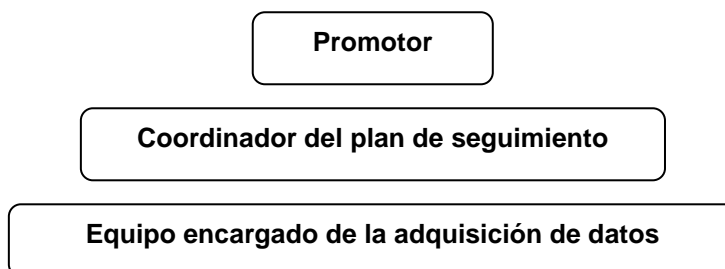 Promotor
Coordinador del plan de seguimiento
Equipo encargado de la adquisición de datos